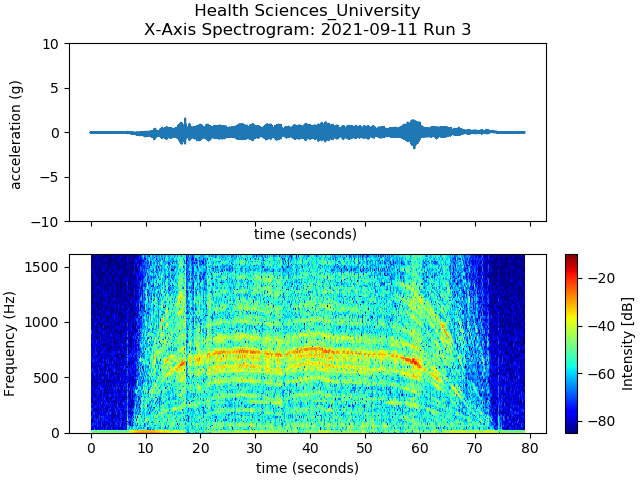 Health Sciences_University
X-Axis Spectrogram: 2021-09-11 Run 3
10
5
0
−5
−10
acceleration (g)
time (seconds)
1500
1000
500
0
Frequency (Hz)
0 10 20 30 40 50 60 70 80
time (seconds)
−20
−40
−60
−80
Intensity [dB]